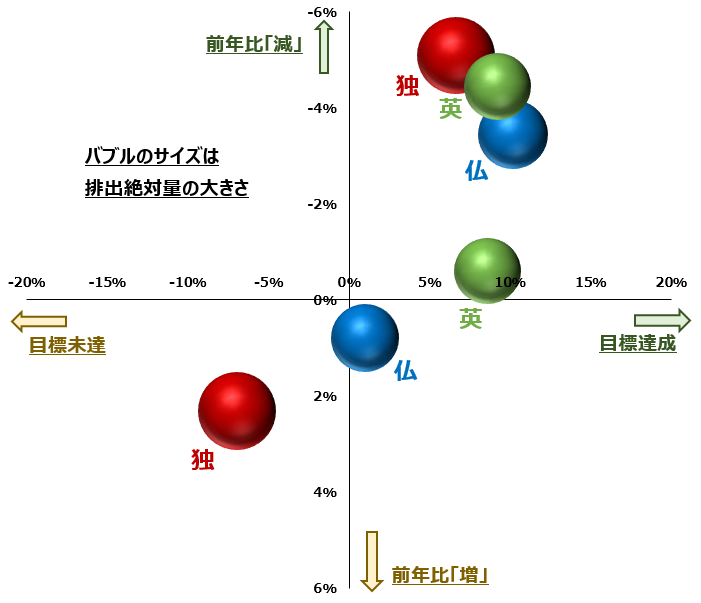 -6%
前年比「減」
独
英
-4%
バブルのサイズは
仏
排出絶対量の大きさ
-2%
-20%
-15%
-10%
-5%
0%
5%
10%
15%
20%
0%
英
目標未達
目標達成
仏
2%
独
4%
前年比「増」
6%